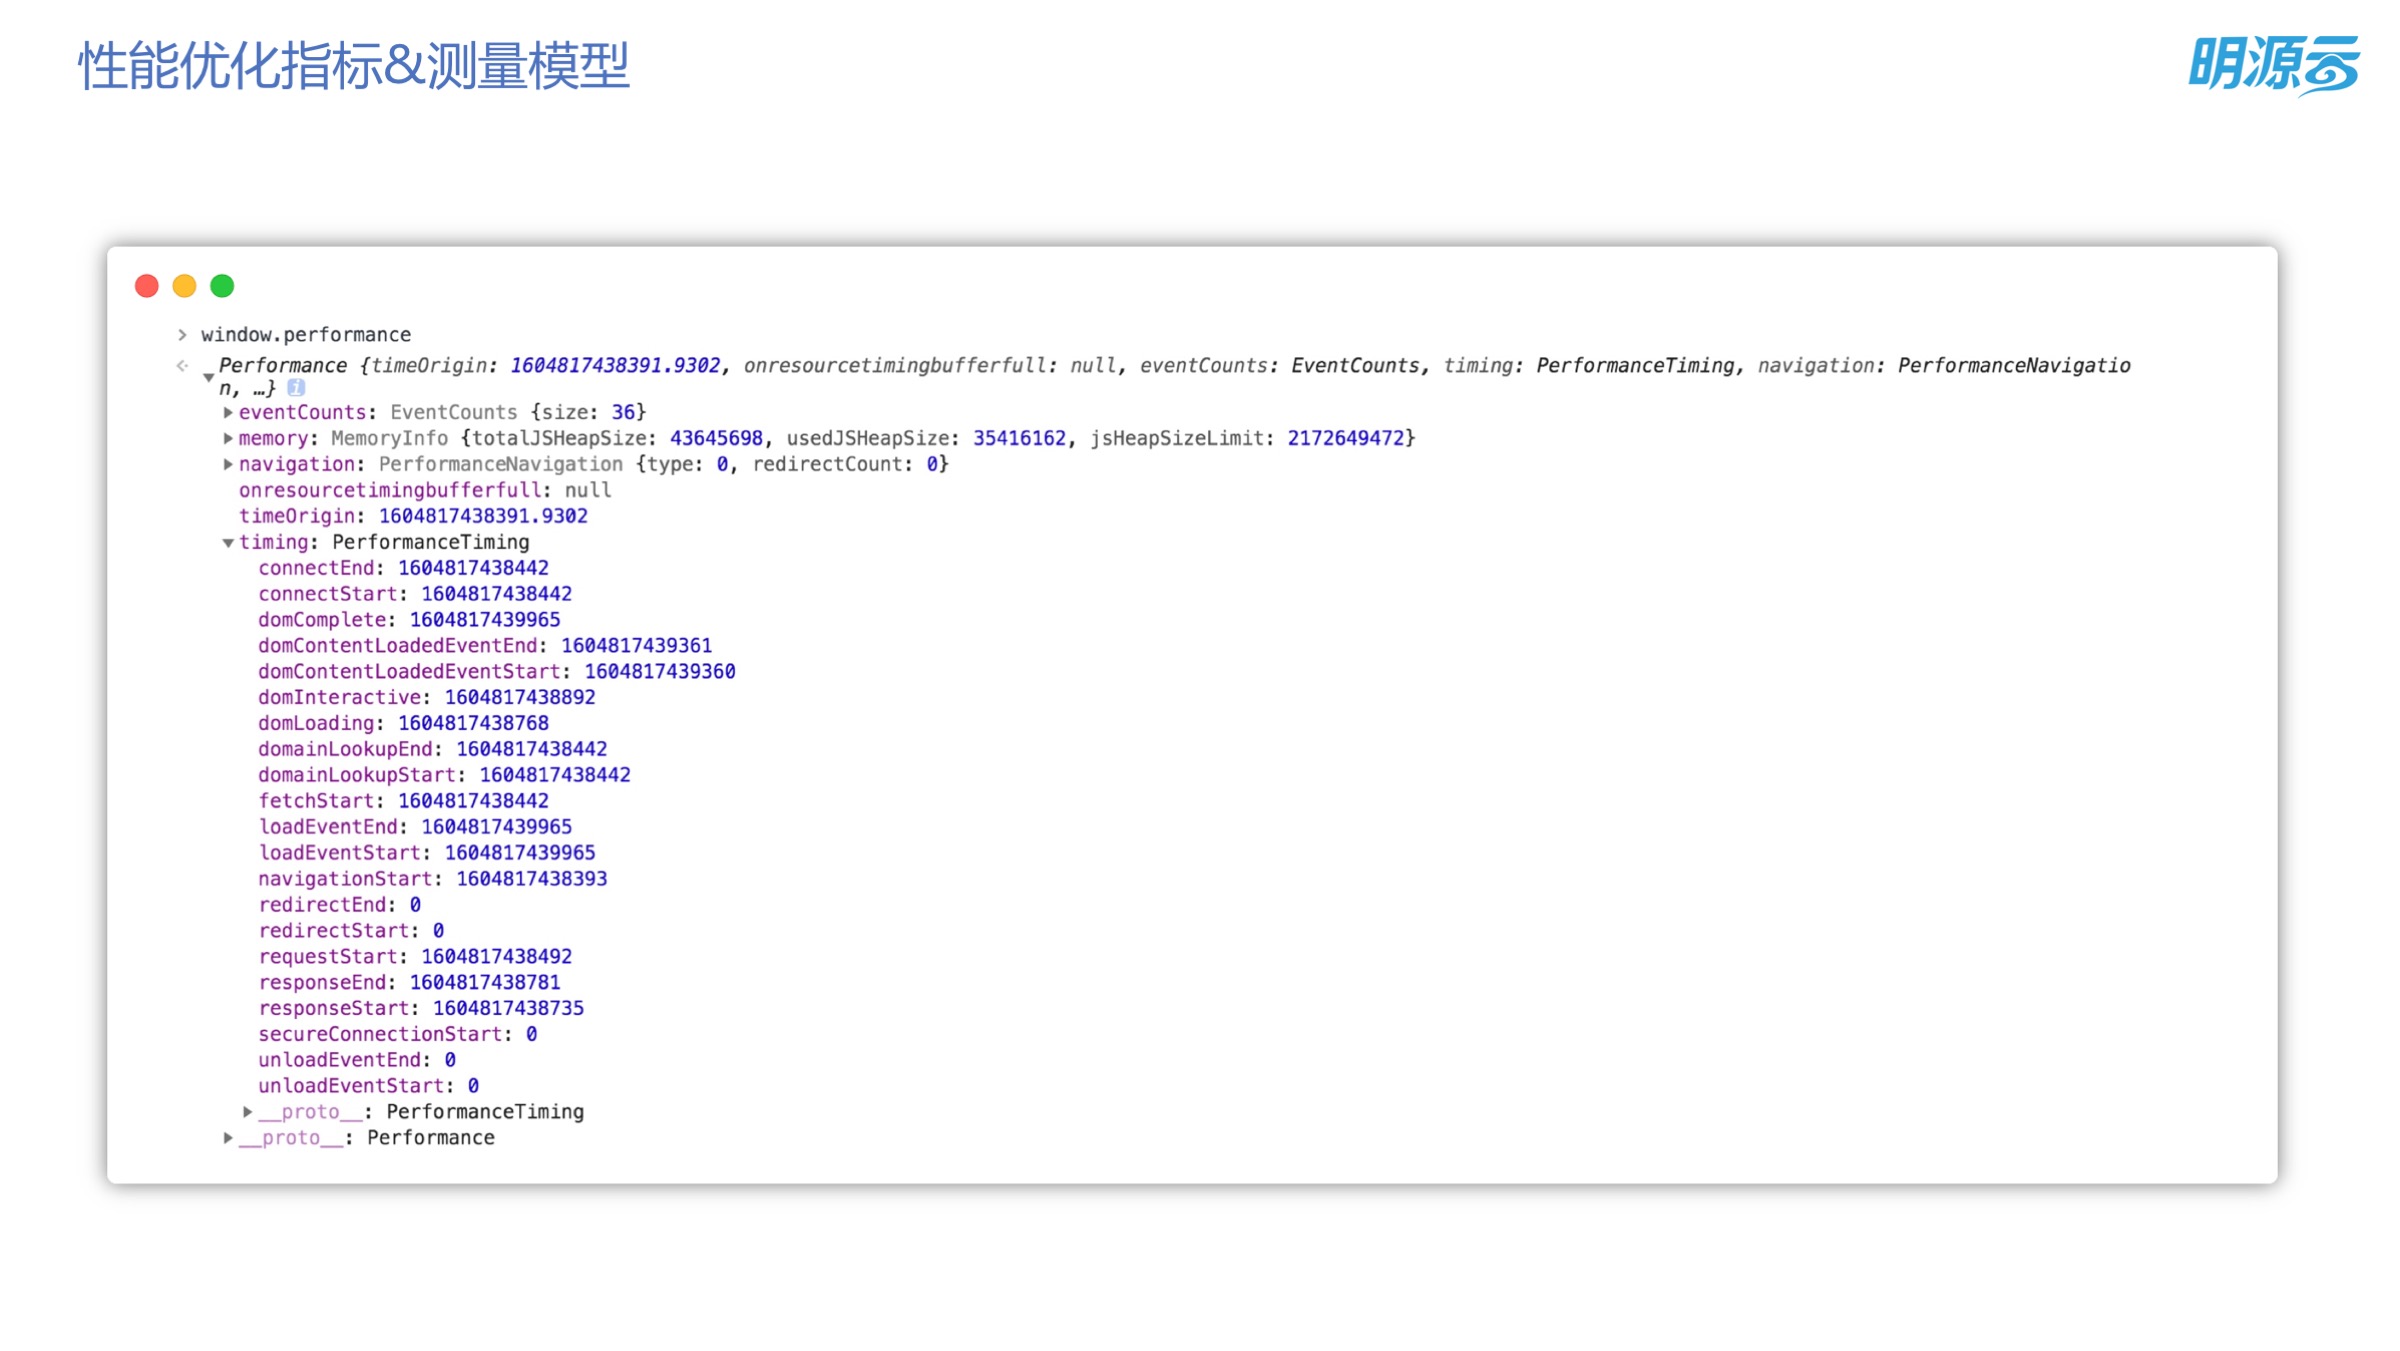 性能优化指标&测量模型
明源云
> window.performance
Performance {timeOrigin: 1604817438391.9302, onresourcetimingbufferfull: null, eventCounts: EventCounts, timing: PerformanceTiming, navigation: PerformanceNavigatio
n, …} i
eventCounts: EventCounts {size: 36}
memory: MemoryInfo {totalJSHeapSize: 43645698, usedJSHeapSize: 35416162, jsHeapSizeLimit: 2172649472}
navigation: PerformanceNavigation {type: 0, redirectCount: 0}
onresourcetimingbufferfull: null
timeOrigin: 1604817438391.9302
timing: PerformanceTiming
connectEnd: 1604817438442
connectStart: 1604817438442
domComplete: 1604817439965
domContentLoadedEventEnd: 1604817439361
domContentLoadedEventStart: 1604817439360
domInteractive: 1604817438892
domLoading: 1604817438768
domainLookupEnd: 1604817438442
domainLookupStart: 1604817438442
fetchStart: 1604817438442
loadEventEnd: 1604817439965
loadEventStart: 1604817439965
navigationStart: 1604817438393
redirectEnd: 0
redirectStart: 0
requestStart: 1604817438492
responseEnd: 1604817438781
responseStart: 1604817438735
secureConnectionStart: 0
unloadEventEnd: 0
unloadEventStart: 0
__proto__: PerformanceTiming
__proto__: Performance